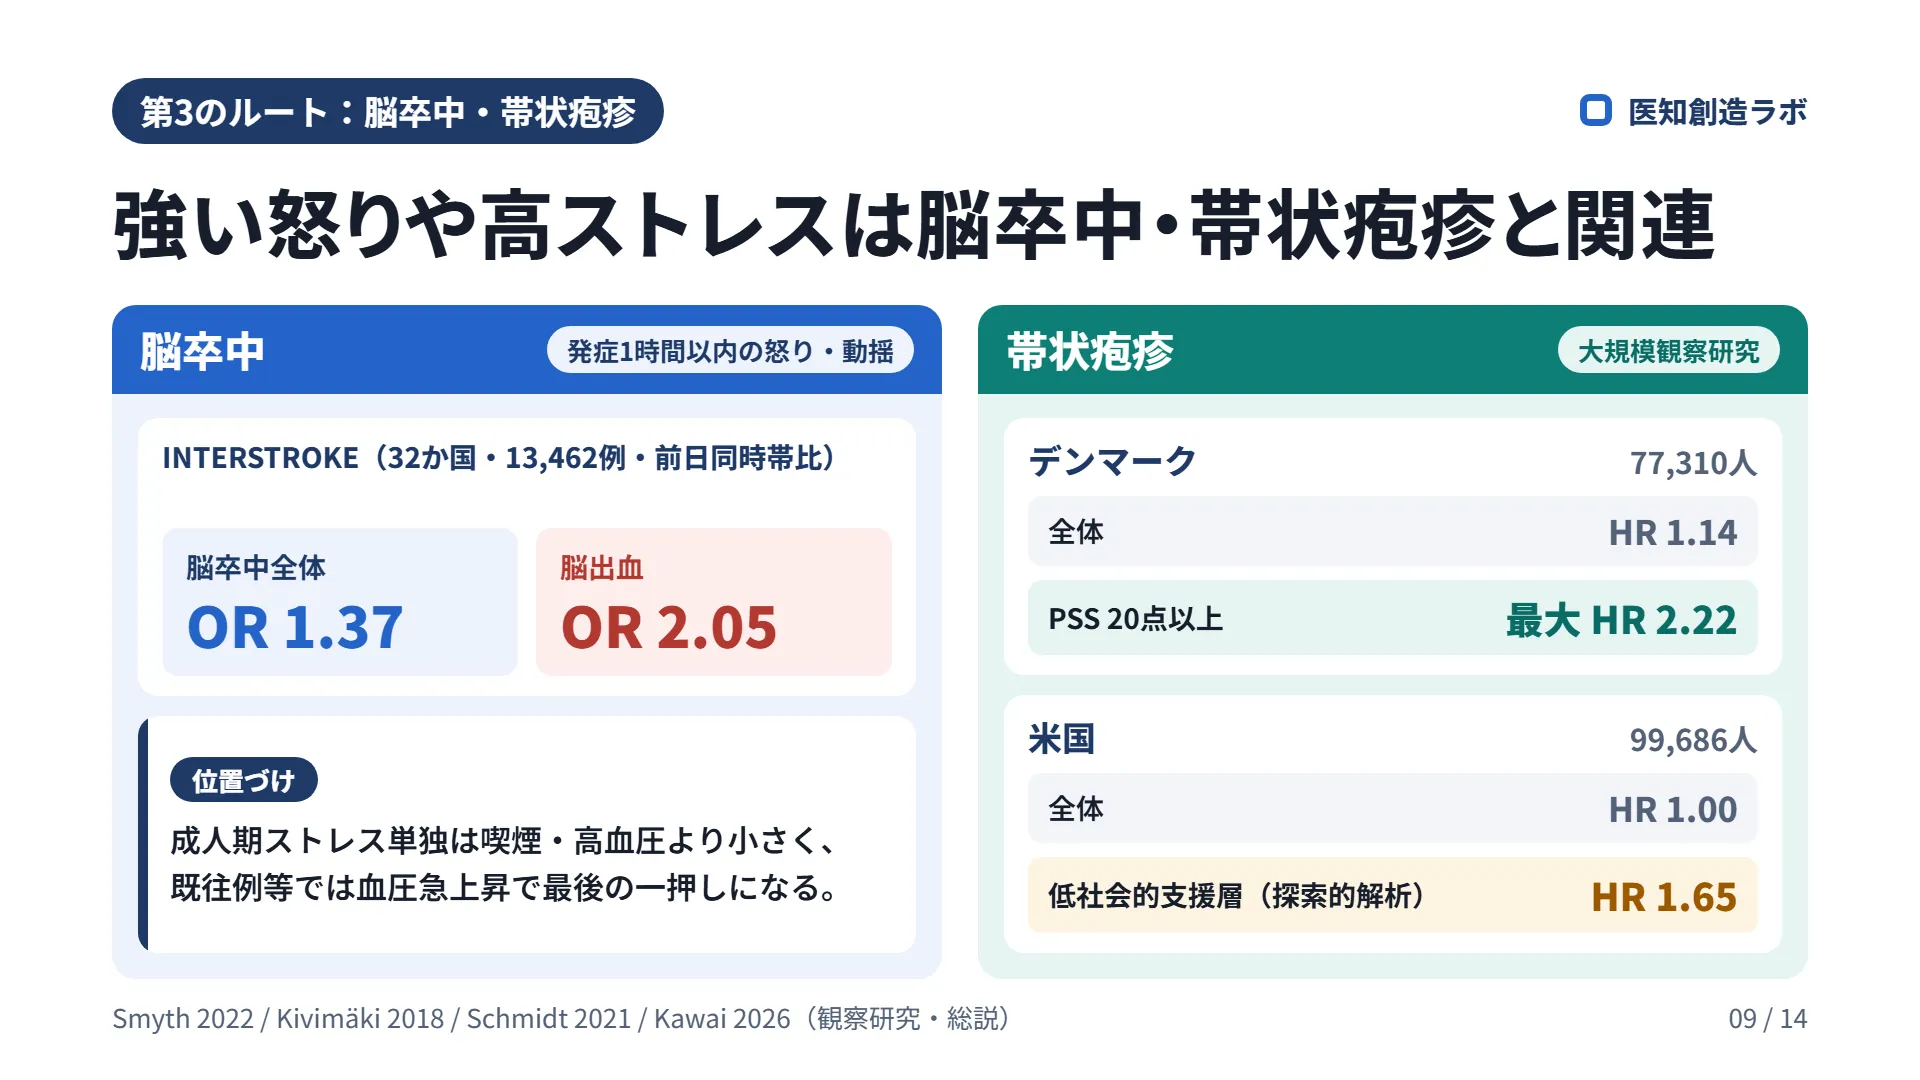 第3のルート：脳卒中・帯状疱疹
医知創造ラボ
強い怒りや高ストレスは脳卒中・帯状疱疹と関連
脳卒中
発症1時間以内の怒り・動揺
INTERSTROKE（32か国・13,462例・前日同時帯比）
脳卒中全体
OR 1.37
脳出血
OR 2.05
位置づけ
成人期ストレス単独は喫煙・高血圧より小さく、
既往例等では血圧急上昇で最後の一押しになる。
帯状疱疹
大規模観察研究
デンマーク
77,310人
全体
HR 1.14
PSS 20点以上
最大 HR 2.22
米国
99,686人
全体
HR 1.00
低社会的支援層（探索的解析）
HR 1.65
Smyth 2022 / Kivimäki 2018 / Schmidt 2021 / Kawai 2026（観察研究・総説）
09 / 14